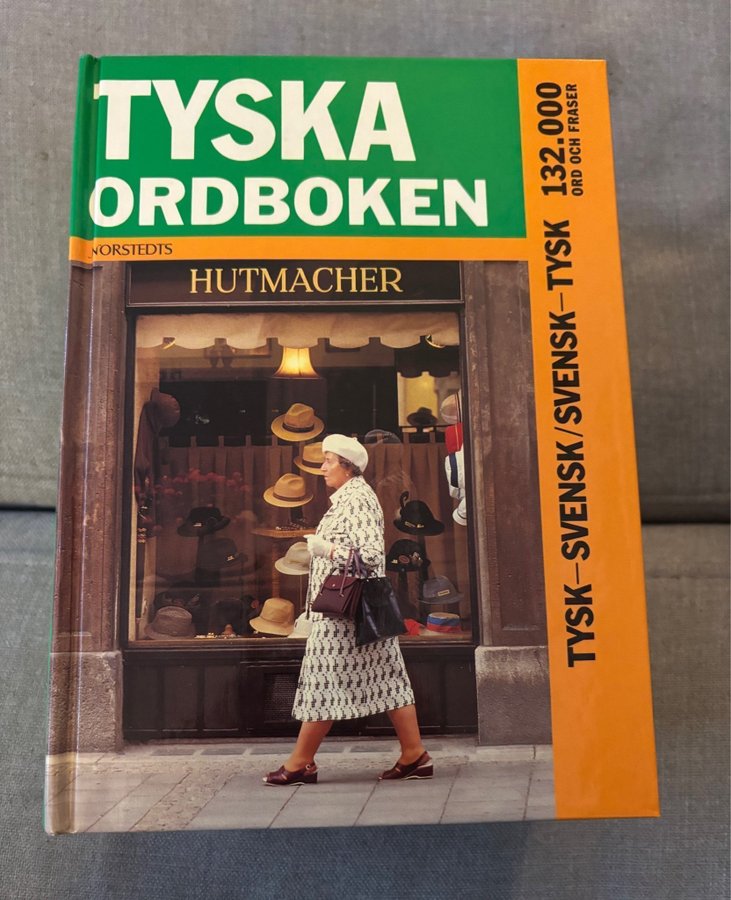 TYSKA
ORDBOKEN
NORSTEDTS
HUTMACHER
TYSK–SVENSK/SVENSK–TYSK
132.000
ORD OCH FRASER